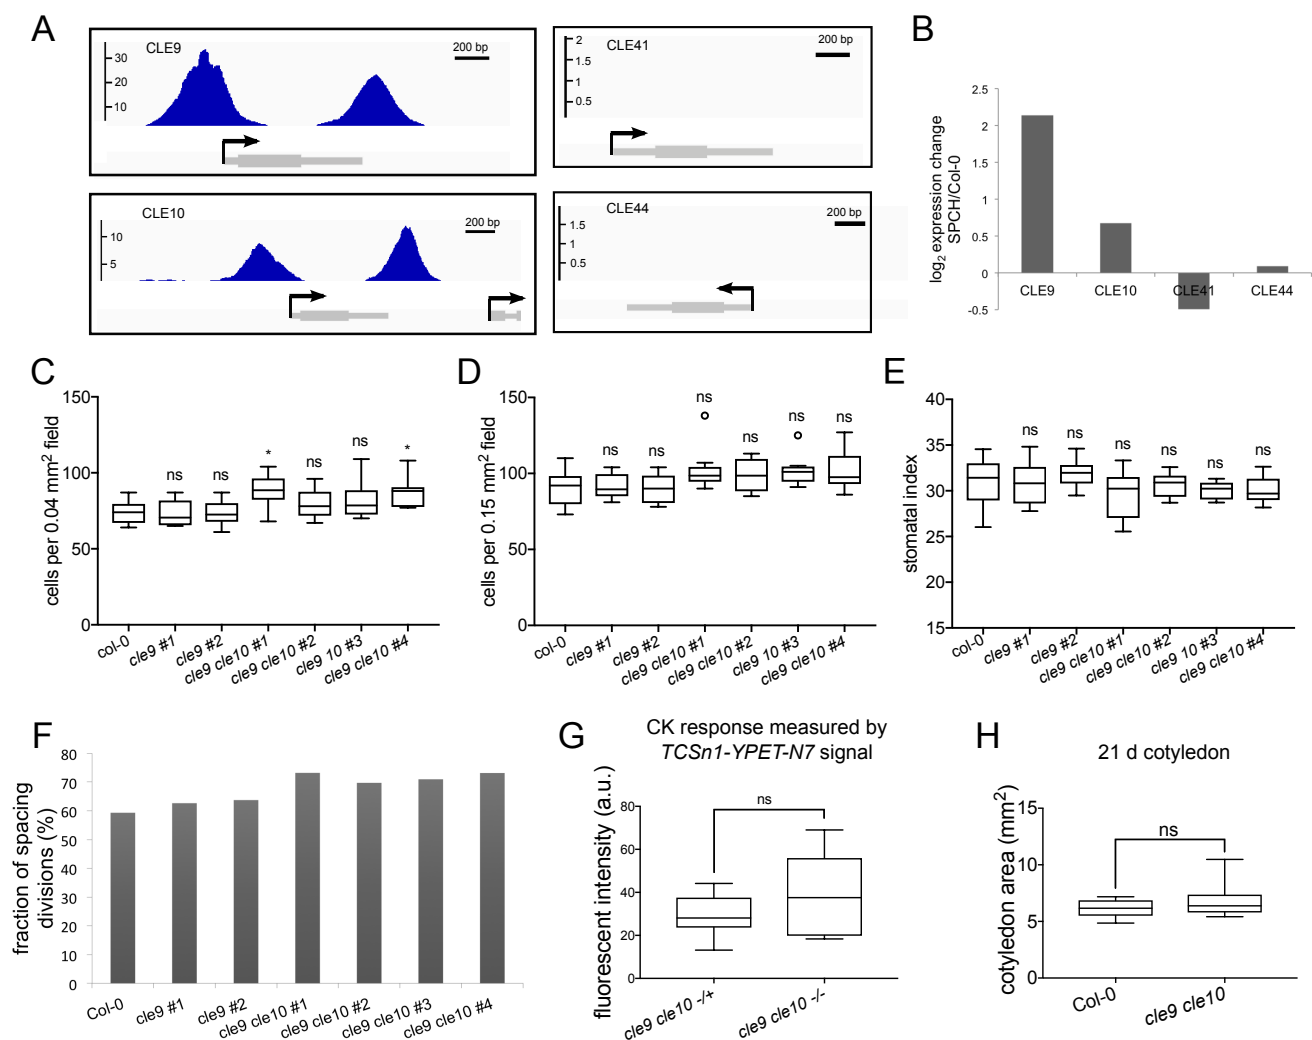 A
CLE9
200 bp
30
20
10
CLE41
200 bp
2
1.5
1
0.5
CLE10
200 bp
10
5
CLE44
200 bp
1.5
1
0.5
B
log2 expression change
SPCH/Col-0
2.5
2
1.5
1
0.5
0
-0.5
CLE9
CLE10
CLE41
CLE44
C
cells per 0.04 mm2 field
150
100
50
0
ns
ns
*
ns
ns
*
col-0
cle9 #1
cle9 #2
cle9 cle10 #1
cle9 cle10 #2
cle9 10 #3
cle9 cle10 #4
D
cells per 0.15 mm2 field
150
100
50
0
ns
ns
ns
ns
ns
ns
col-0
cle9 #1
cle9 #2
cle9 cle10 #1
cle9 cle10 #2
cle9 10 #3
cle9 cle10 #4
E
stomatal index
40
35
30
25
20
15
ns
ns
ns
ns
ns
ns
col-0
cle9 #1
cle9 #2
cle9 cle10 #1
cle9 cle10 #2
cle9 10 #3
cle9 cle10 #4
F
fraction of spacing
divisions (%)
80
70
60
50
40
30
20
10
0
Col-0
cle9 #1
cle9 #2
cle9 cle10 #1
cle9 cle10 #2
cle9 cle10 #3
cle9 cle10 #4
G
CK response measured by
TCSn1-YPET-N7 signal
fluorescent intensity (a.u.)
80
60
40
20
0
ns
cle9 cle10 -/+
cle9 cle10 -/-
H
21 d cotyledon
cotyledon area (mm2)
15
10
5
0
ns
Col-0
cle9 cle10